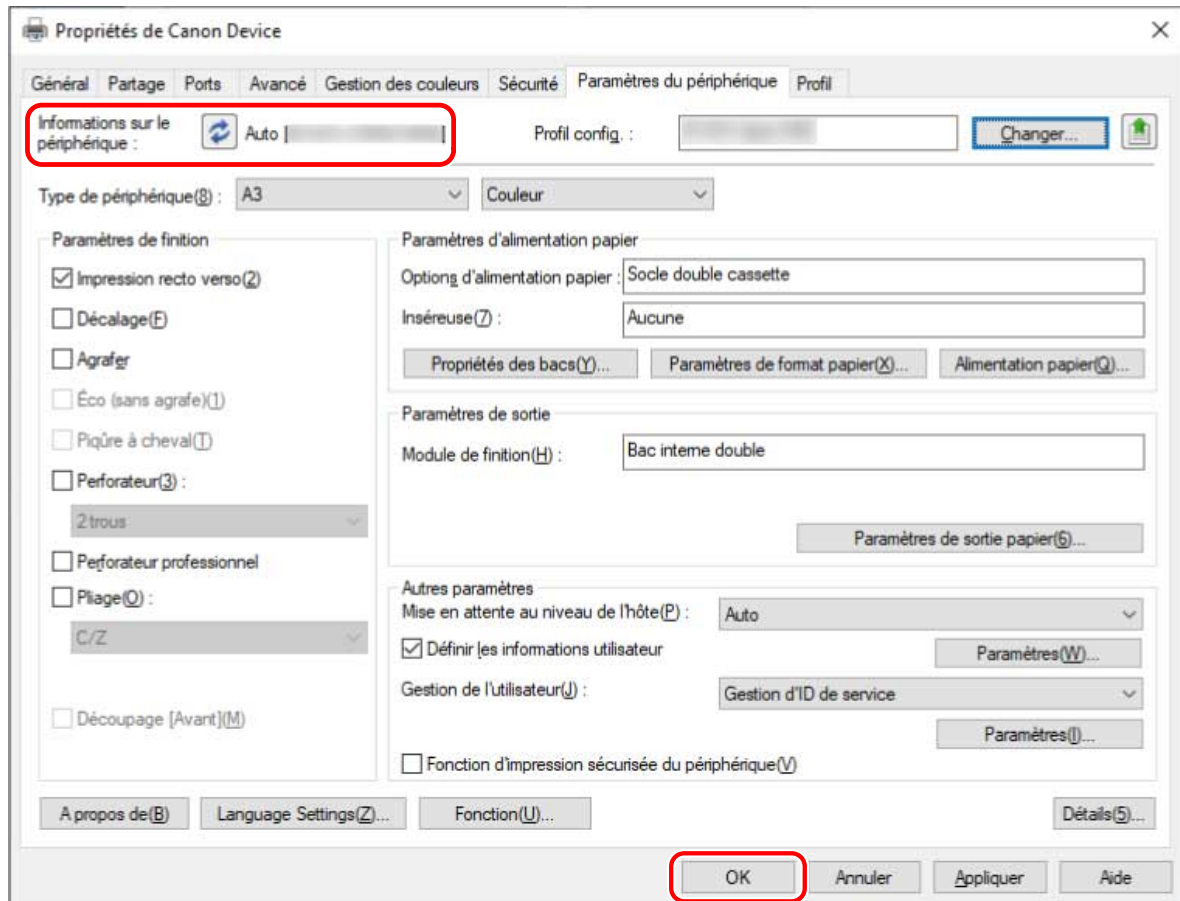 Propriétés de Canon Device
Général Partage Ports Avancé Gestion des couleurs Sécurité Paramètres du périphérique Profil
Informations sur le
périphérique :
Auto [ ]
Profil config. :
Changer...
Type de périphérique(8) : A3 Couleur
Paramètres de finition
Impression recto verso(2)
Décalage(F)
Agrafer
Éco (sans agrafe)(1)
Piqûre à cheval(T)
Perforateur(3) :
2 trous
Perforateur professionnel
Pliage(O) :
C/Z
Découpage [Avant](M)
Paramètres d'alimentation papier
Options d'alimentation papier : Socle double cassette
Inséreuse(7) : Aucune
Propriétés des bacs(Y)... Paramètres de format papier(X)... Alimentation papier(Q)...
Paramètres de sortie
Module de finition(H) : Bac interne double
Paramètres de sortie papier(6)...
Autres paramètres
Mise en attente au niveau de l'hôte(P) : Auto
Définir les informations utilisateur Paramètres(W)...
Gestion de l'utilisateur(J) : Gestion d'ID de service
Paramètres(I)...
Fonction d'impression sécurisée du périphérique(V)
A propos de(B) Language Settings(Z)... Fonction(U)... Détails(5)...
OK Annuler Appliquer Aide